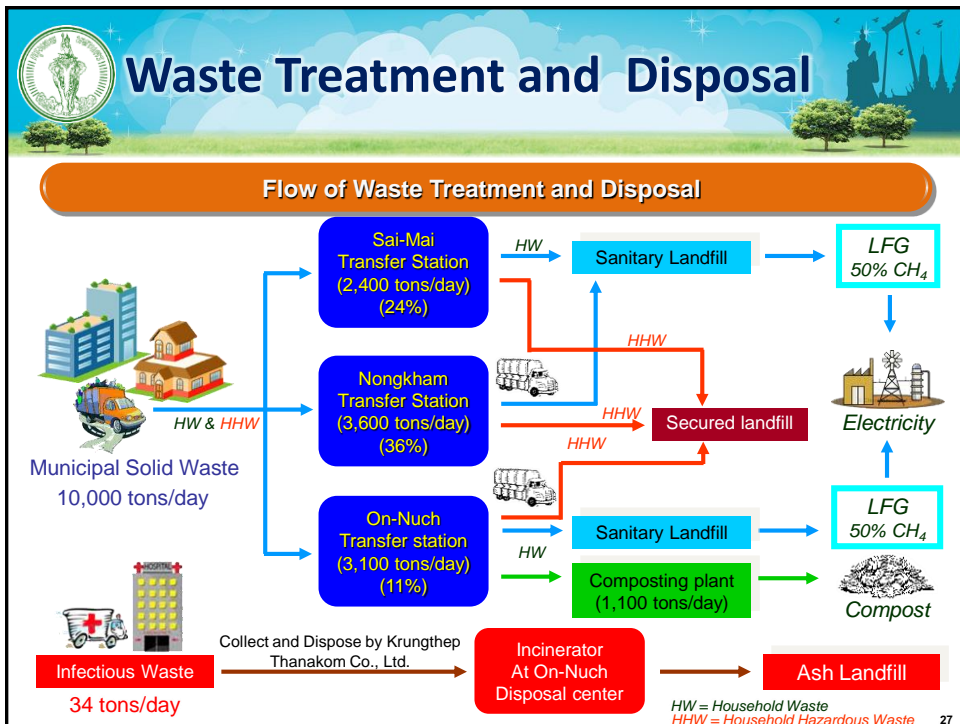 Waste Treatment and Disposal
Flow of Waste Treatment and Disposal
Sai-Mai
Transfer Station
(2,400 tons/day)
(24%)
HW
Sanitary Landfill
LFG
50% CH₄
HHW
Nongkham
Transfer Station
(3,600 tons/day)
(36%)
HHW
HHW
Secured landfill
Electricity
HW & HHW
Municipal Solid Waste
10,000 tons/day
On-Nuch
Transfer station
(3,100 tons/day)
(11%)
HW
Sanitary Landfill
LFG
50% CH₄
Composting plant
(1,100 tons/day)
Compost
HOSPITAL
Infectious Waste
34 tons/day
Collect and Dispose by Krungthep
Thanakom Co., Ltd.
Incinerator
At On-Nuch
Disposal center
Ash Landfill
HW = Household Waste
HHW = Household Hazardous Waste
27